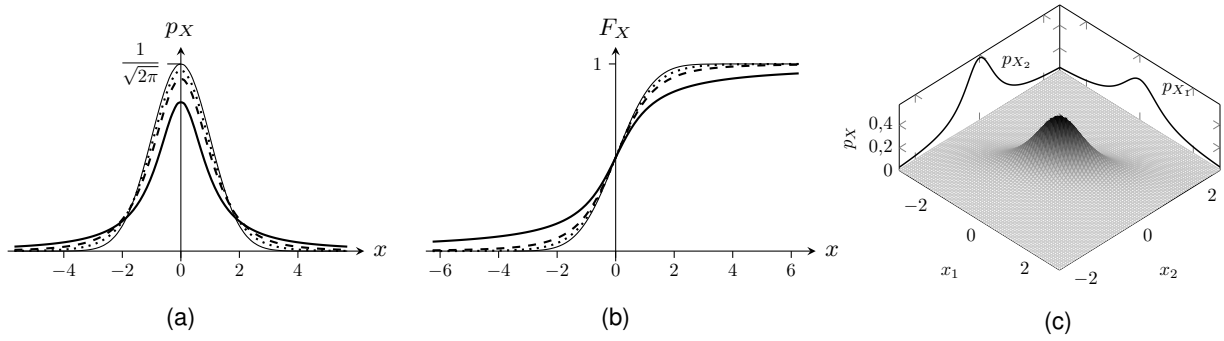 p_X
1/√2π
−4 −2 0 2 4 x
(a)
F_X
1
−6 −4 −2 0 2 4 6 x
(b)
p_X
0,4
0,2
0
p_{X_2}
p_{X_1}
−2 0 2
x_1
−2 0 2
x_2
(c)